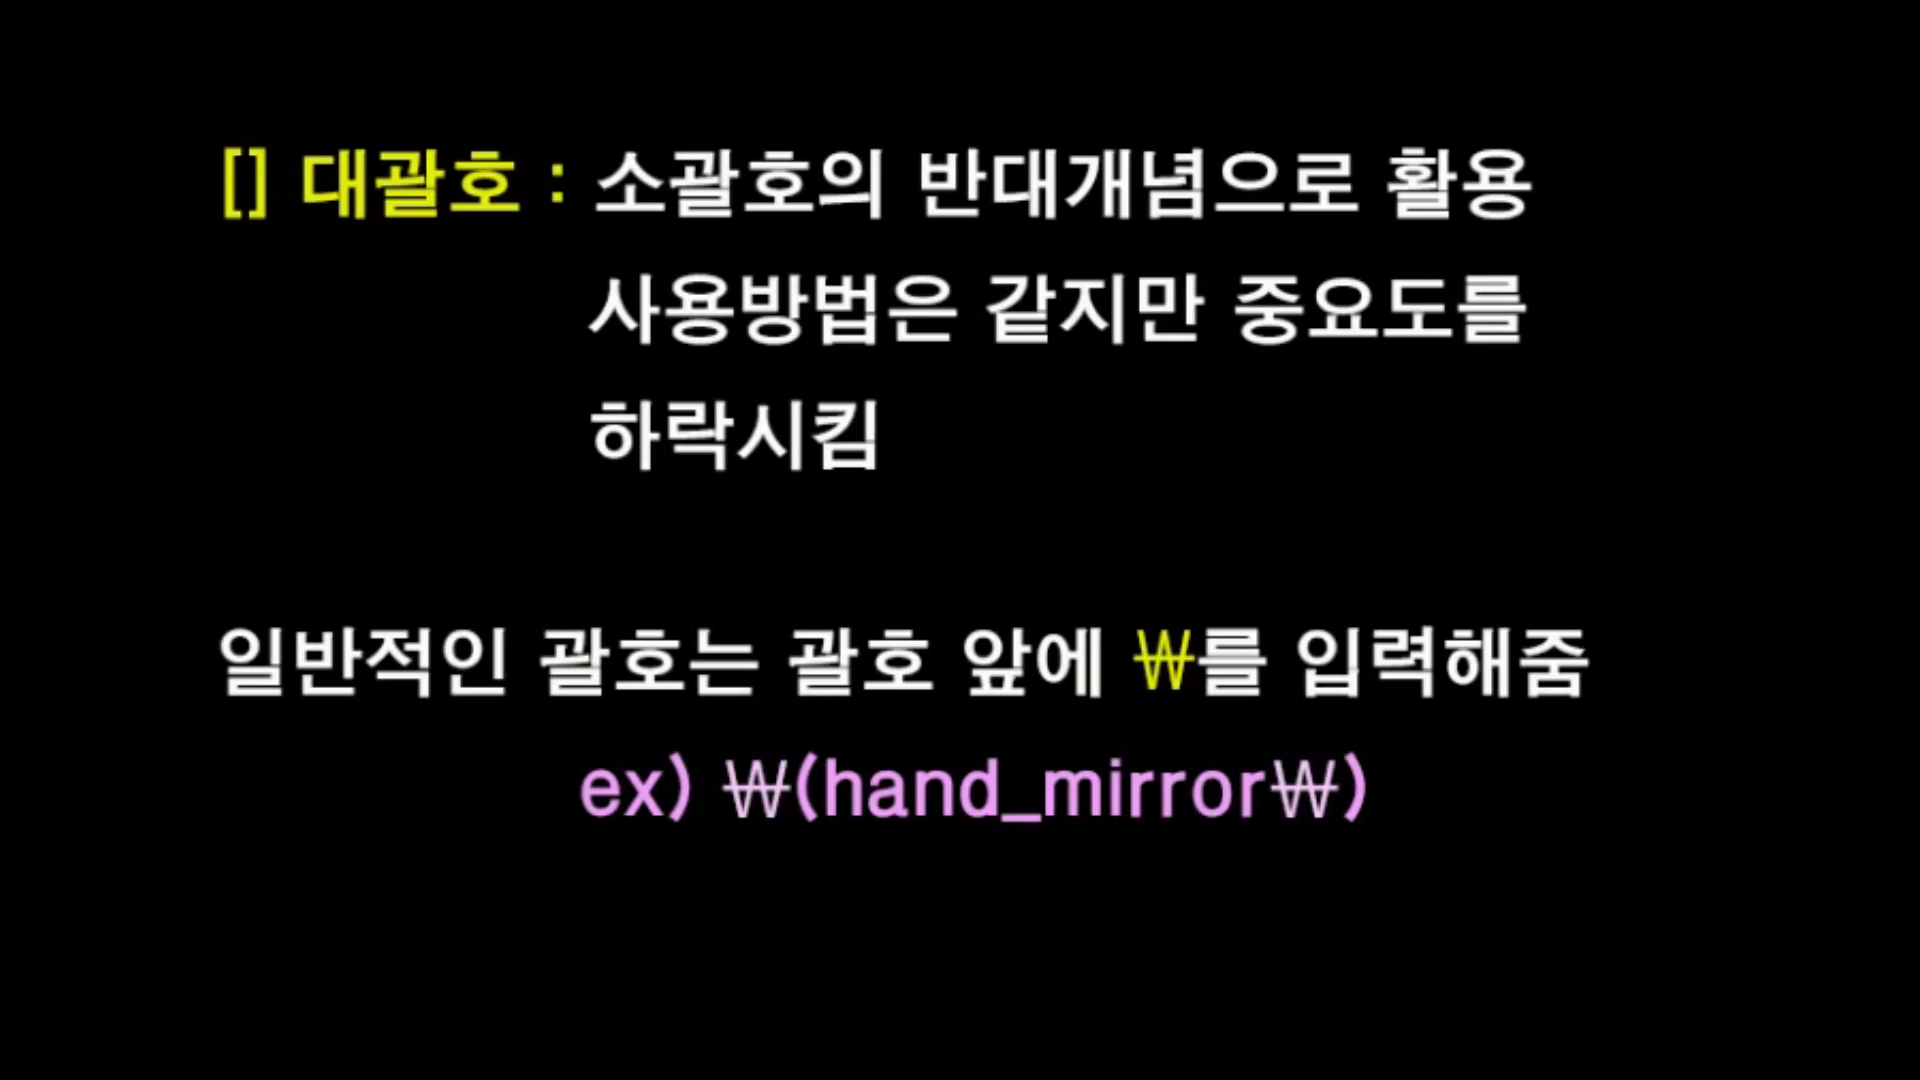 [] 대괄호 : 소괄호의 반대개념으로 활용
사용방법은 같지만 중요도를
하락시킴
일반적인 괄호는 괄호 앞에 ₩를 입력해줌
ex) ₩(hand_mirror₩)